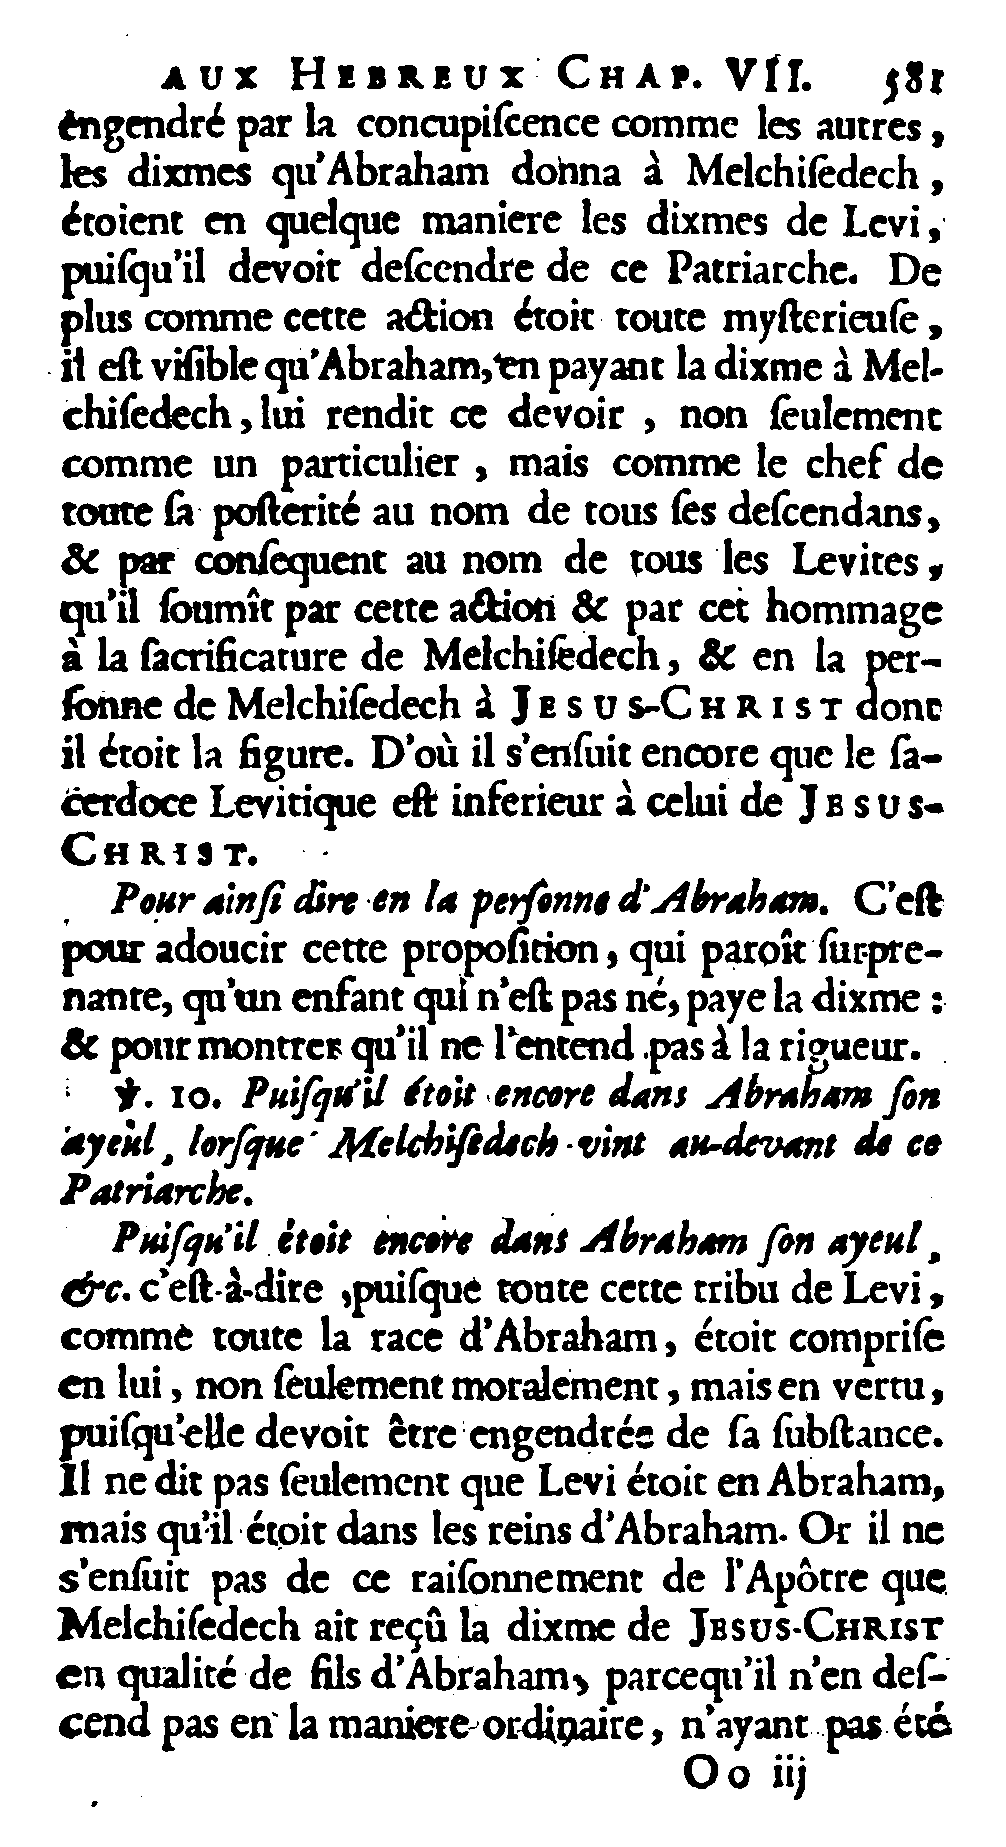 AUX HEBREUX CHAP. VII. 581
engendré par la concupiſcence comme les autres,
les dixmes qu'Abraham donna à Melchiſedech,
étoient en quelque maniere les dixmes de Levi,
puiſqu'il devoit deſcendre de ce Patriarche. De
plus comme cette action étoit toute myſterieuſe,
il eſt viſible qu'Abraham, en payant la dixme à Mel-
chiſedech, lui rendit ce devoir, non ſeulement
comme un particulier, mais comme le chef de
toute ſa poſterité au nom de tous ſes deſcendans,
& par conſequent au nom de tous les Levites,
qu'il ſoumît par cette action & par cet hommage
à la ſacrificature de Melchiſedech, & en la per-
ſonne de Melchiſedech à JESUS-CHRIST dont
il étoit la figure. D'où il s'enſuit encore que le ſa-
cerdoce Levitique eſt inferieur à celui de JESUS-
CHRIST.
Pour ainſi dire en la perſonne d'Abraham. C'eſt
pour adoucir cette propoſition, qui paroît ſurpre-
nante, qu'un enfant qui n'eſt pas né, paye la dixme :
& pour montrer qu'il ne l'entend pas à la rigueur.
℣. 10. Puiſqu'il étoit encore dans Abraham ſon
ayeul, lorſque Melchiſedech vint au-devant de ce
Patriarche.
Puiſqu'il étoit encore dans Abraham ſon ayeul,
&c. c'eſt-à-dire, puiſque toute cette tribu de Levi,
comme toute la race d'Abraham, étoit compriſe
en lui, non ſeulement moralement, mais en vertu,
puiſqu'elle devoit être engendrée de ſa ſubſtance.
Il ne dit pas ſeulement que Levi étoit en Abraham,
mais qu'il étoit dans les reins d'Abraham. Or il ne
s'enſuit pas de ce raiſonnement de l'Apôtre que
Melchiſedech ait reçû la dixme de JESUS-CHRIST
en qualité de fils d'Abraham, parcequ'il n'en deſ-
cend pas en la maniere ordinaire, n'ayant pas été
Oo iij